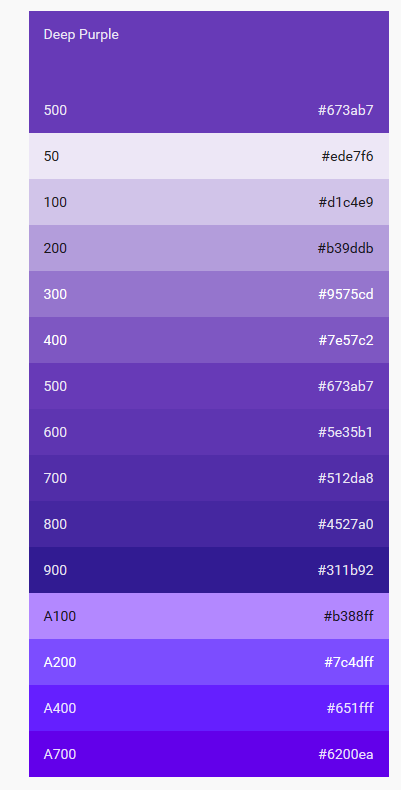 Deep Purple
500 #673ab7
50 #ede7f6
100 #d1c4e9
200 #b39ddb
300 #9575cd
400 #7e57c2
500 #673ab7
600 #5e35b1
700 #512da8
800 #4527a0
900 #311b92
A100 #b388ff
A200 #7c4dff
A400 #651fff
A700 #6200ea